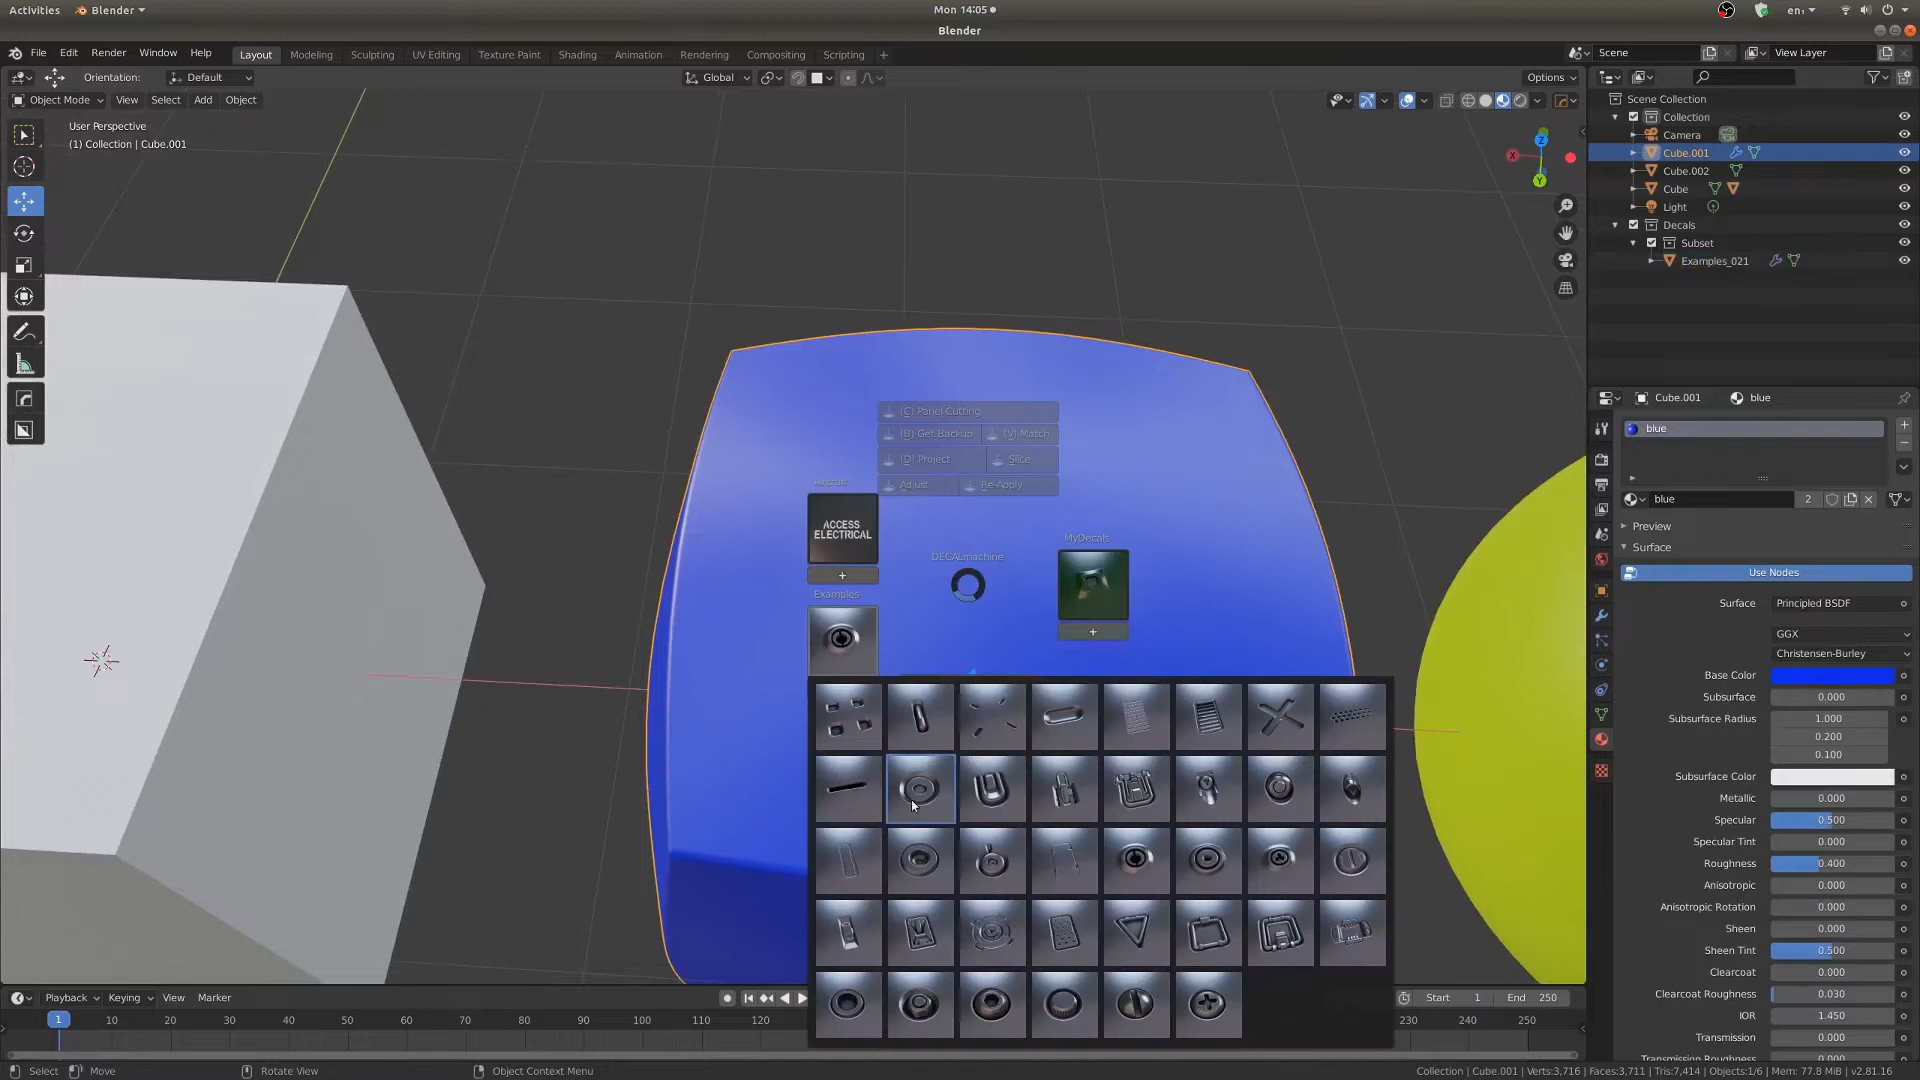 Activities Blender Mon 14:05 en₁
Blender
File Edit Render Window Help Layout Modeling Sculpting UV Editing Texture Paint Shading Animation Rendering Compositing Scripting + Scene View Layer
Orientation: Default Global Options
Object Mode View Select Add Object
User Perspective
(1) Collection | Cube.001
Scene Collection
Collection
Camera
Cube.001
Cube.002
Cube
Light
Decals
Subset
Examples_021
X
Z
Y
(C) Panel Cutting
(B) Get Backup (V) Match
(D) Project Slice
Adjust Re-Apply
Aircraft
ACCESS
ELECTRICAL
+
Examples
DECALmachine
MyDecals
+
Cube.001 blue
blue
blue 2
Preview
Surface
Use Nodes
Surface Principled BSDF
GGX
Christensen-Burley
Base Color
Subsurface 0.000
Subsurface Radius 1.000
0.200
0.100
Subsurface Color
Metallic 0.000
Specular 0.500
Specular Tint 0.000
Roughness 0.400
Anisotropic 0.000
Anisotropic Rotation 0.000
Sheen 0.000
Sheen Tint 0.500
Clearcoat 0.000
Clearcoat Roughness 0.030
IOR 1.450
Transmission 0.000
Transmission Roughness 0.000
Playback Keying View Marker Start 1 End 250
1 10 20 30 40 50 60 70 80 90 100 110 120 230 240 250
Select Move Rotate View Object Context Menu Collection | Cube.001 | Verts:3,716 | Faces:3,711 | Tris:7,414 | Objects:1/6 | Mem: 77.8 MiB | v2.81.16